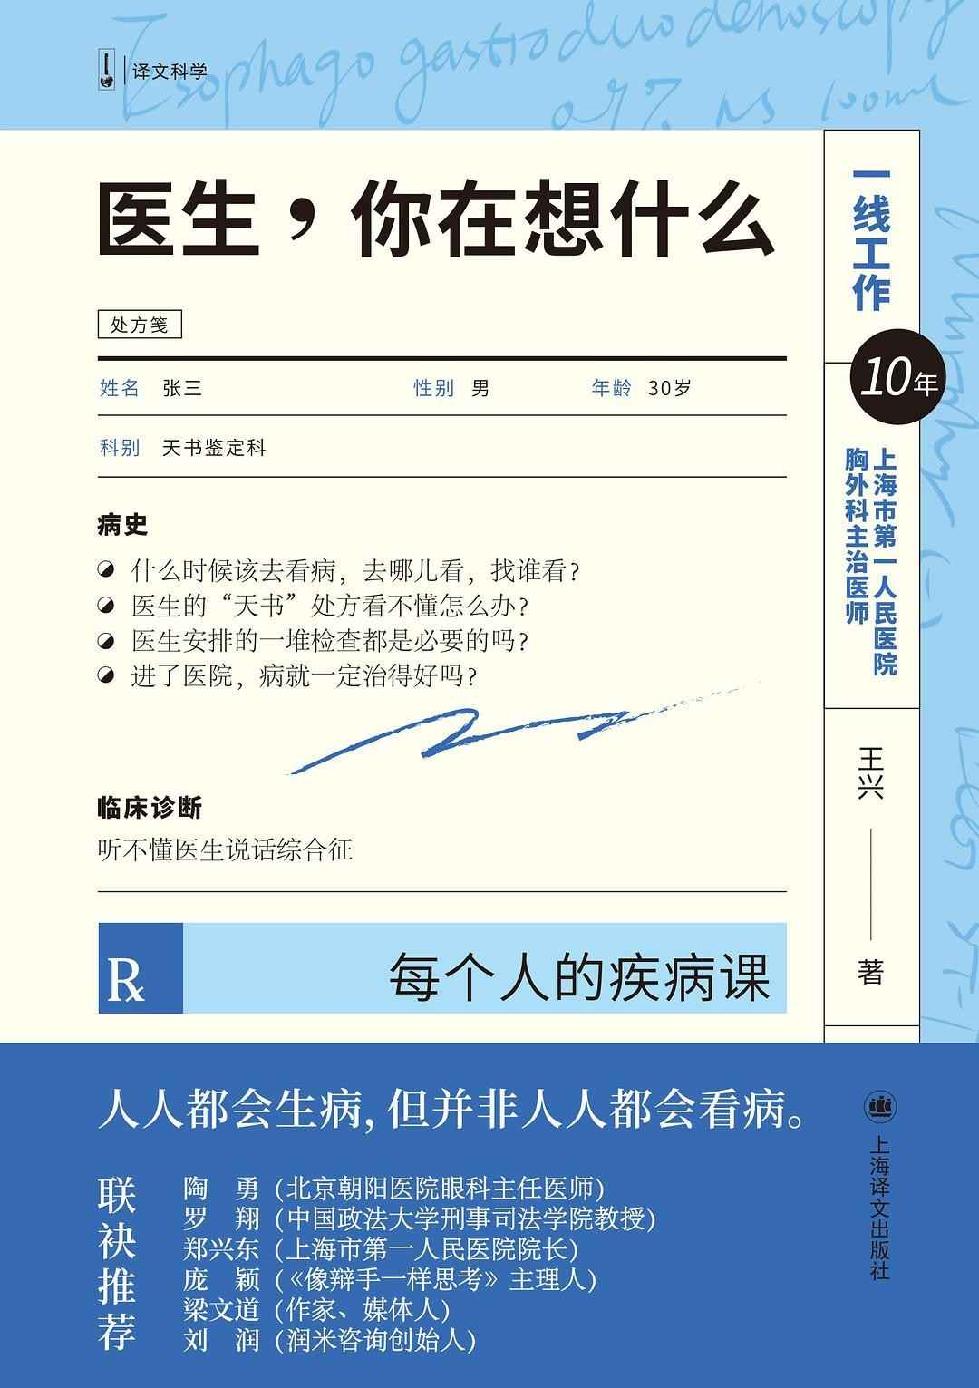 Esophagogastroduodenoscopy
0.9% NS 100ml
译文科学
医生，你在想什么
处方笺
姓名 张三 性别 男 年龄 30岁
科别 天书鉴定科
病史
什么时候该去看病，去哪儿看，找谁看？
医生的“天书”处方看不懂怎么办？
医生安排的一堆检查都是必要的吗？
进了医院，病就一定治得好吗？
临床诊断
听不懂医生说话综合征
Rx
每个人的疾病课
一线工作
10年
上海市第一人民医院
胸外科主治医师
王兴
著
人人都会生病，但并非人人都会看病。
联袂推荐
陶勇（北京朝阳医院眼科主任医师）
罗翔（中国政法大学刑事司法学院教授）
郑兴东（上海市第一人民医院院长）
庞颖（《像辩手一样思考》主理人）
梁文道（作家、媒体人）
刘润（润米咨询创始人）
上海译文出版社